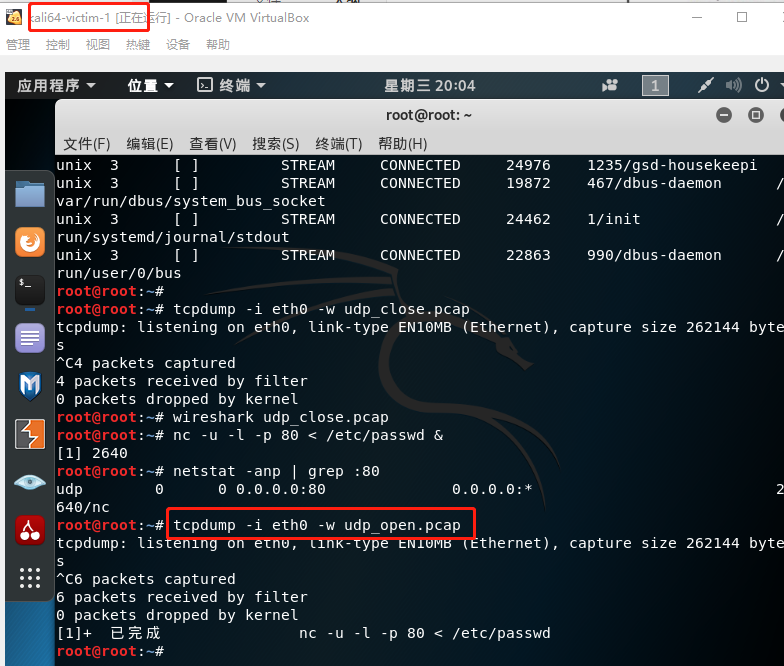 kali64-victim-1 [正在运行] - Oracle VM VirtualBox
管理 控制 视图 热键 设备 帮助
应用程序 位置 终端 星期三 20:04 1
root@root: ~
文件(F) 编辑(E) 查看(V) 搜索(S) 终端(T) 帮助(H)
unix 3 [ ] STREAM CONNECTED 24976 1235/gsd-housekeepi
unix 3 [ ] STREAM CONNECTED 19872 467/dbus-daemon /
var/run/dbus/system_bus_socket
unix 3 [ ] STREAM CONNECTED 24462 1/init /
run/systemd/journal/stdout
unix 3 [ ] STREAM CONNECTED 22863 990/dbus-daemon /
run/user/0/bus
root@root:~#
root@root:~# tcpdump -i eth0 -w udp_close.pcap
tcpdump: listening on eth0, link-type EN10MB (Ethernet), capture size 262144 byte
s
^C4 packets captured
4 packets received by filter
0 packets dropped by kernel
root@root:~# wireshark udp_close.pcap
root@root:~# nc -u -l -p 80 < /etc/passwd &
[1] 2640
root@root:~# netstat -anp | grep :80
udp 0 0 0.0.0.0:80 0.0.0.0:* 2
640/nc
root@root:~# tcpdump -i eth0 -w udp_open.pcap
tcpdump: listening on eth0, link-type EN10MB (Ethernet), capture size 262144 byte
s
^C6 packets captured
6 packets received by filter
0 packets dropped by kernel
[1]+ 已完成 nc -u -l -p 80 < /etc/passwd
root@root:~#